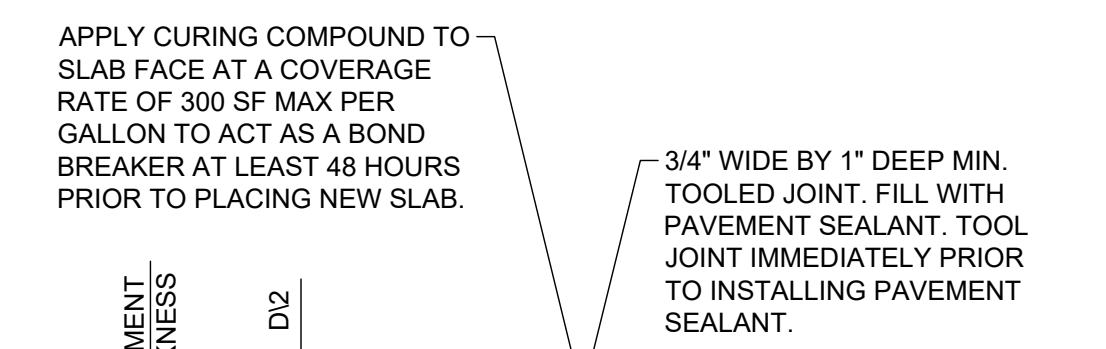 APPLY CURING COMPOUND TO
SLAB FACE AT A COVERAGE
RATE OF 300 SF MAX PER
GALLON TO ACT AS A BOND
BREAKER AT LEAST 48 HOURS
PRIOR TO PLACING NEW SLAB.
3/4" WIDE BY 1" DEEP MIN.
TOOLED JOINT. FILL WITH
PAVEMENT SEALANT. TOOL
JOINT IMMEDIATELY PRIOR
TO INSTALLING PAVEMENT
SEALANT.
D\2